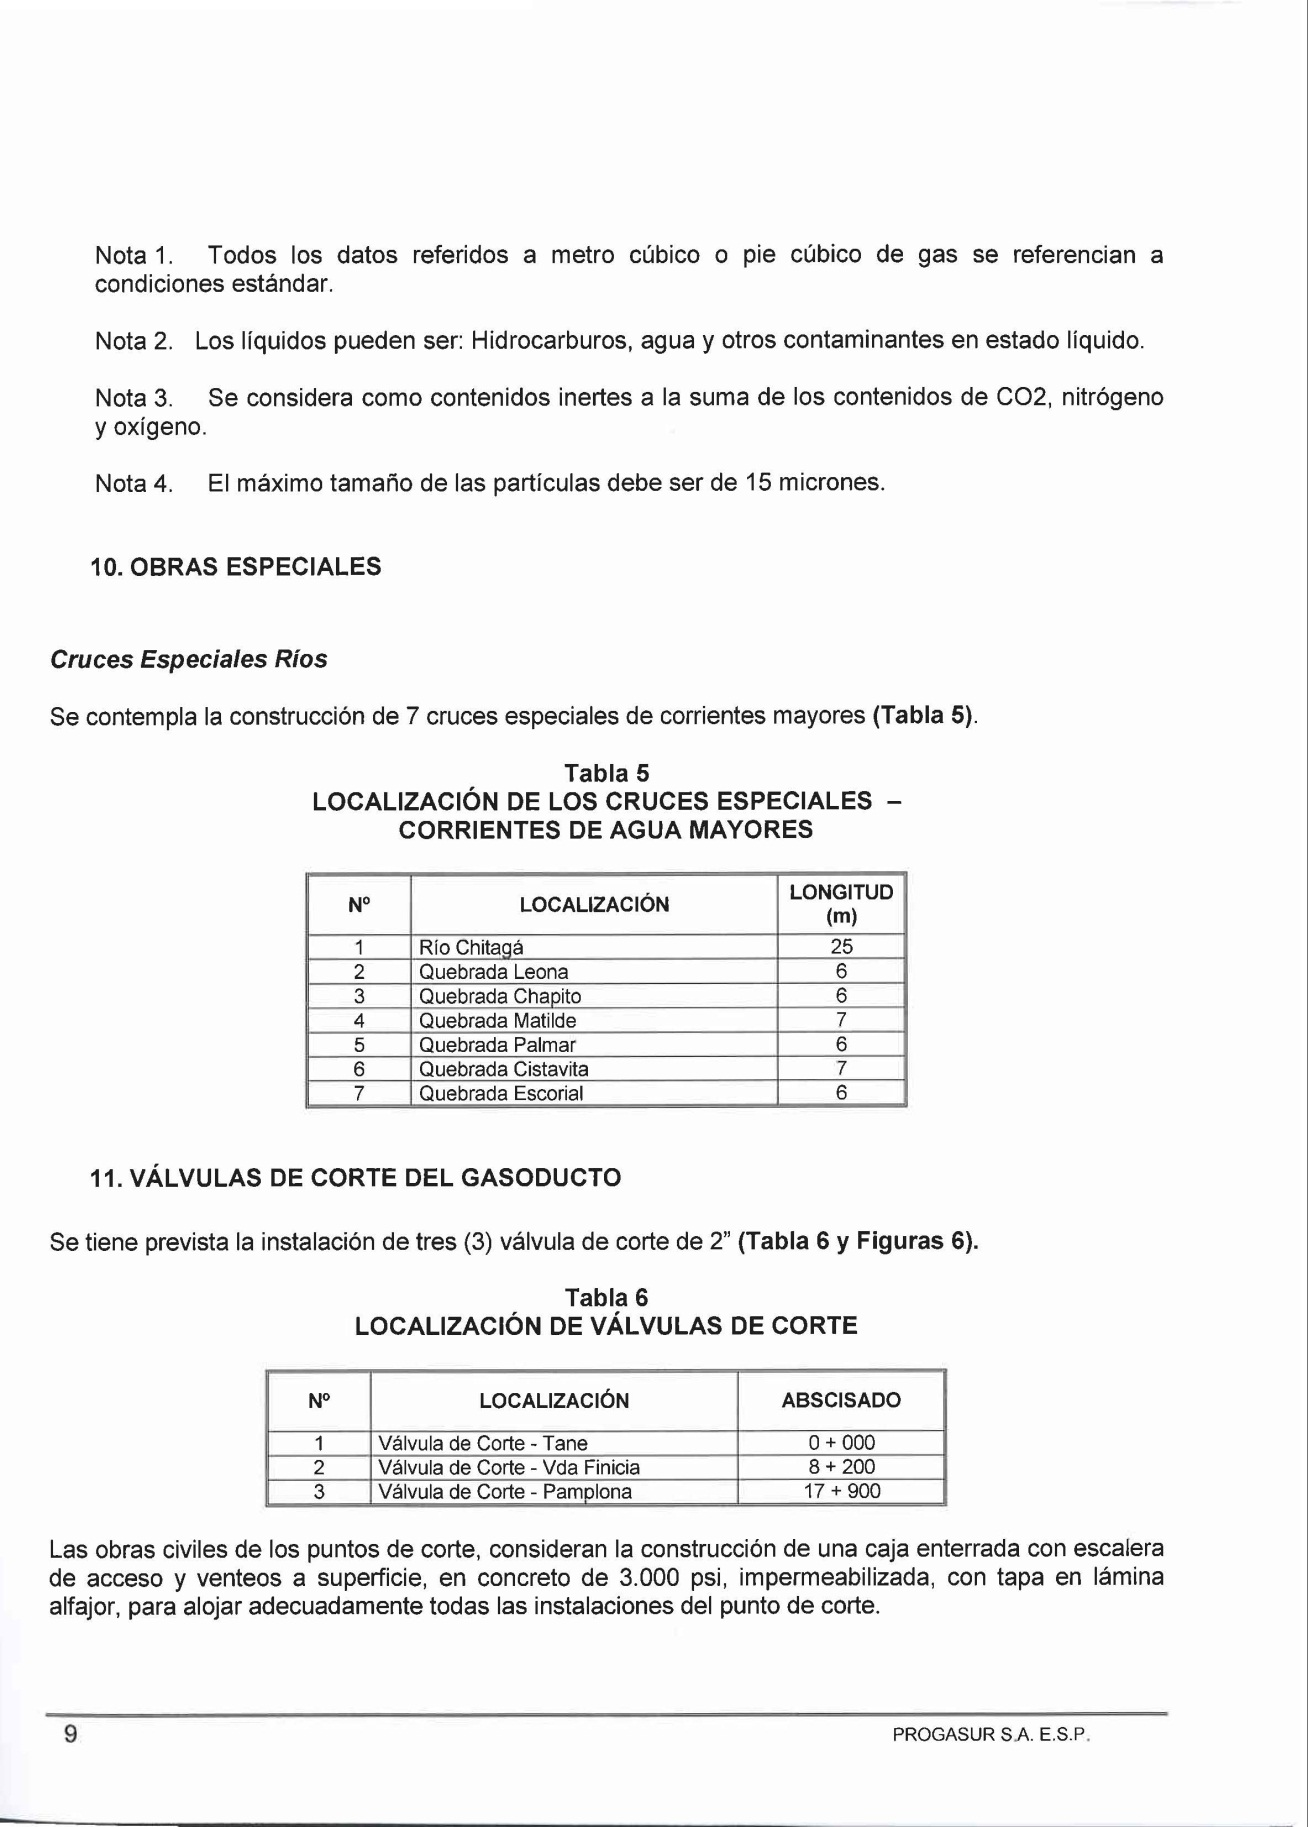 Nota 1. Todos los datos referidos a metro cúbico o pie cúbico de gas se referencian a
condiciones estándar.
Nota 2. Los líquidos pueden ser: Hidrocarburos, agua y otros contaminantes en estado líquido.
Nota 3. Se considera como contenidos inertes a la suma de los contenidos de CO2, nitrógeno
y oxígeno.
Nota 4. El máximo tamaño de las partículas debe ser de 15 micrones.
10. OBRAS ESPECIALES
Cruces Especiales Ríos
Se contempla la construcción de 7 cruces especiales de corrientes mayores (Tabla 5).
Tabla 5
LOCALIZACIÓN DE LOS CRUCES ESPECIALES –
CORRIENTES DE AGUA MAYORES
Nº LOCALIZACIÓN LONGITUD (m)
1 Río Chitagá 25
2 Quebrada Leona 6
3 Quebrada Chapito 6
4 Quebrada Matilde 7
5 Quebrada Palmar 6
6 Quebrada Cistavita 7
7 Quebrada Escorial 6
11. VÁLVULAS DE CORTE DEL GASODUCTO
Se tiene prevista la instalación de tres (3) válvula de corte de 2” (Tabla 6 y Figuras 6).
Tabla 6
LOCALIZACIÓN DE VÁLVULAS DE CORTE
Nº LOCALIZACIÓN ABSCISADO
1 Válvula de Corte - Tane 0 + 000
2 Válvula de Corte - Vda Finicia 8 + 200
3 Válvula de Corte - Pamplona 17 + 900
Las obras civiles de los puntos de corte, consideran la construcción de una caja enterrada con escalera
de acceso y venteos a superficie, en concreto de 3.000 psi, impermeabilizada, con tapa en lámina
alfajor, para alojar adecuadamente todas las instalaciones del punto de corte.
9 PROGASUR S.A. E.S.P.